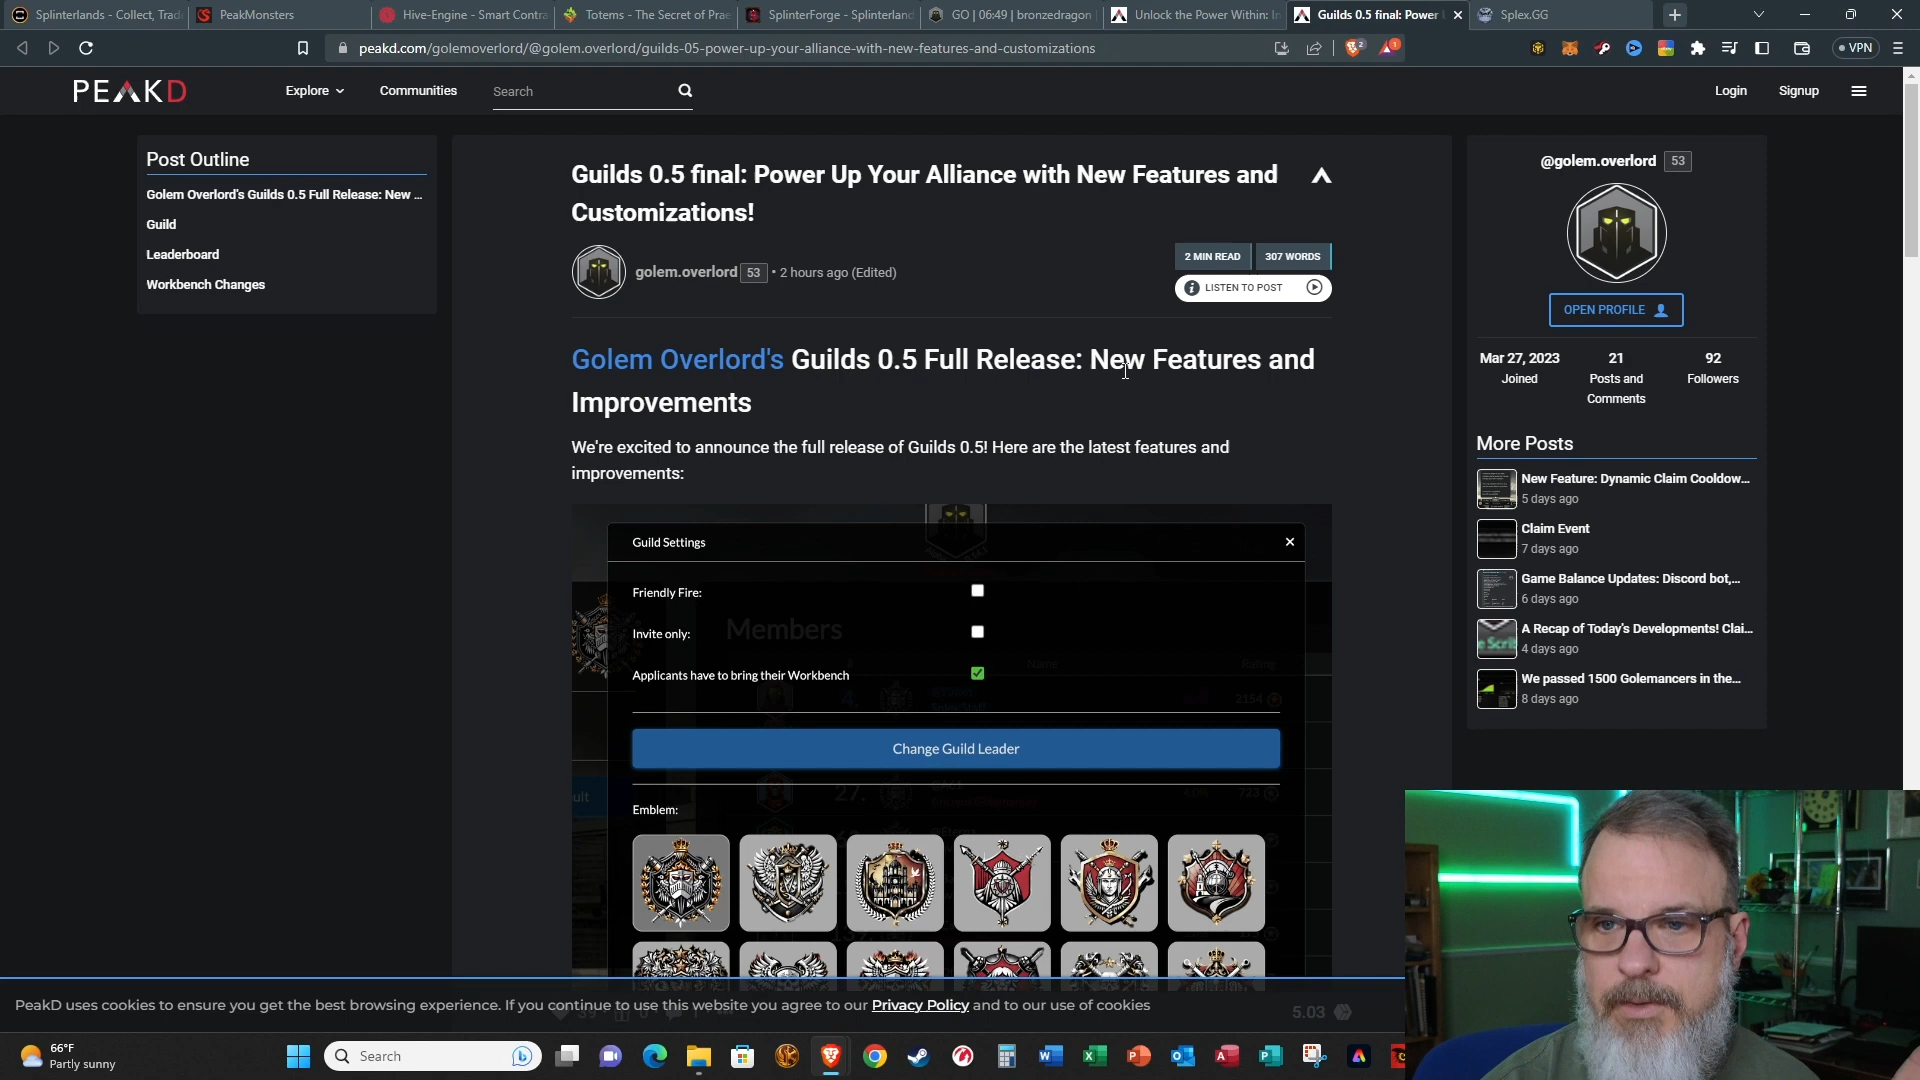 Splinterlands - Collect, Trad
PeakMonsters
Hive-Engine - Smart Contra
Totems - The Secret of Prae
SplinterForge - Splinterland
GO | 06:49 | bronzedragon
Unlock the Power Within: In
Guilds 0.5 final: Power
Splex.GG
peakd.com/golemoverlord/@golem.overlord/guilds-05-power-up-your-alliance-with-new-features-and-customizations
2
1
VPN
PEAKD
Explore
Communities
Search
Login
Signup
Post Outline
Golem Overlord's Guilds 0.5 Full Release: New ...
Guild
Leaderboard
Workbench Changes
Guilds 0.5 final: Power Up Your Alliance with New Features and
Customizations!
golem.overlord 53 • 2 hours ago (Edited)
2 MIN READ
307 WORDS
LISTEN TO POST
Golem Overlord's Guilds 0.5 Full Release: New Features and
Improvements
We're excited to announce the full release of Guilds 0.5! Here are the latest features and
improvements:
Guild Settings
Friendly Fire:
Invite only:
Members
Name
Rating
Applicants have to bring their Workbench
4.
2154
Change Guild Leader
27.
723
Emblem:
@golem.overlord 53
OPEN PROFILE
Mar 27, 2023
Joined
21
Posts and
Comments
92
Followers
More Posts
New Feature: Dynamic Claim Cooldow...
5 days ago
Claim Event
7 days ago
Game Balance Updates: Discord bot,...
6 days ago
A Recap of Today's Developments! Clai...
4 days ago
We passed 1500 Golemancers in the...
8 days ago
PeakD uses cookies to ensure you get the best browsing experience. If you continue to use this website you agree to our Privacy Policy and to our use of cookies
5.03
66°F
Partly sunny
Search